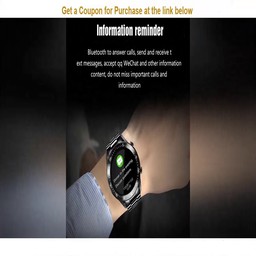 Get a Coupon for Purchase at the link below
Information reminder
Bluetooth to answer calls, send and receive t
ext messages, accept qq WeChat and other information
content, do not miss important calls and
information